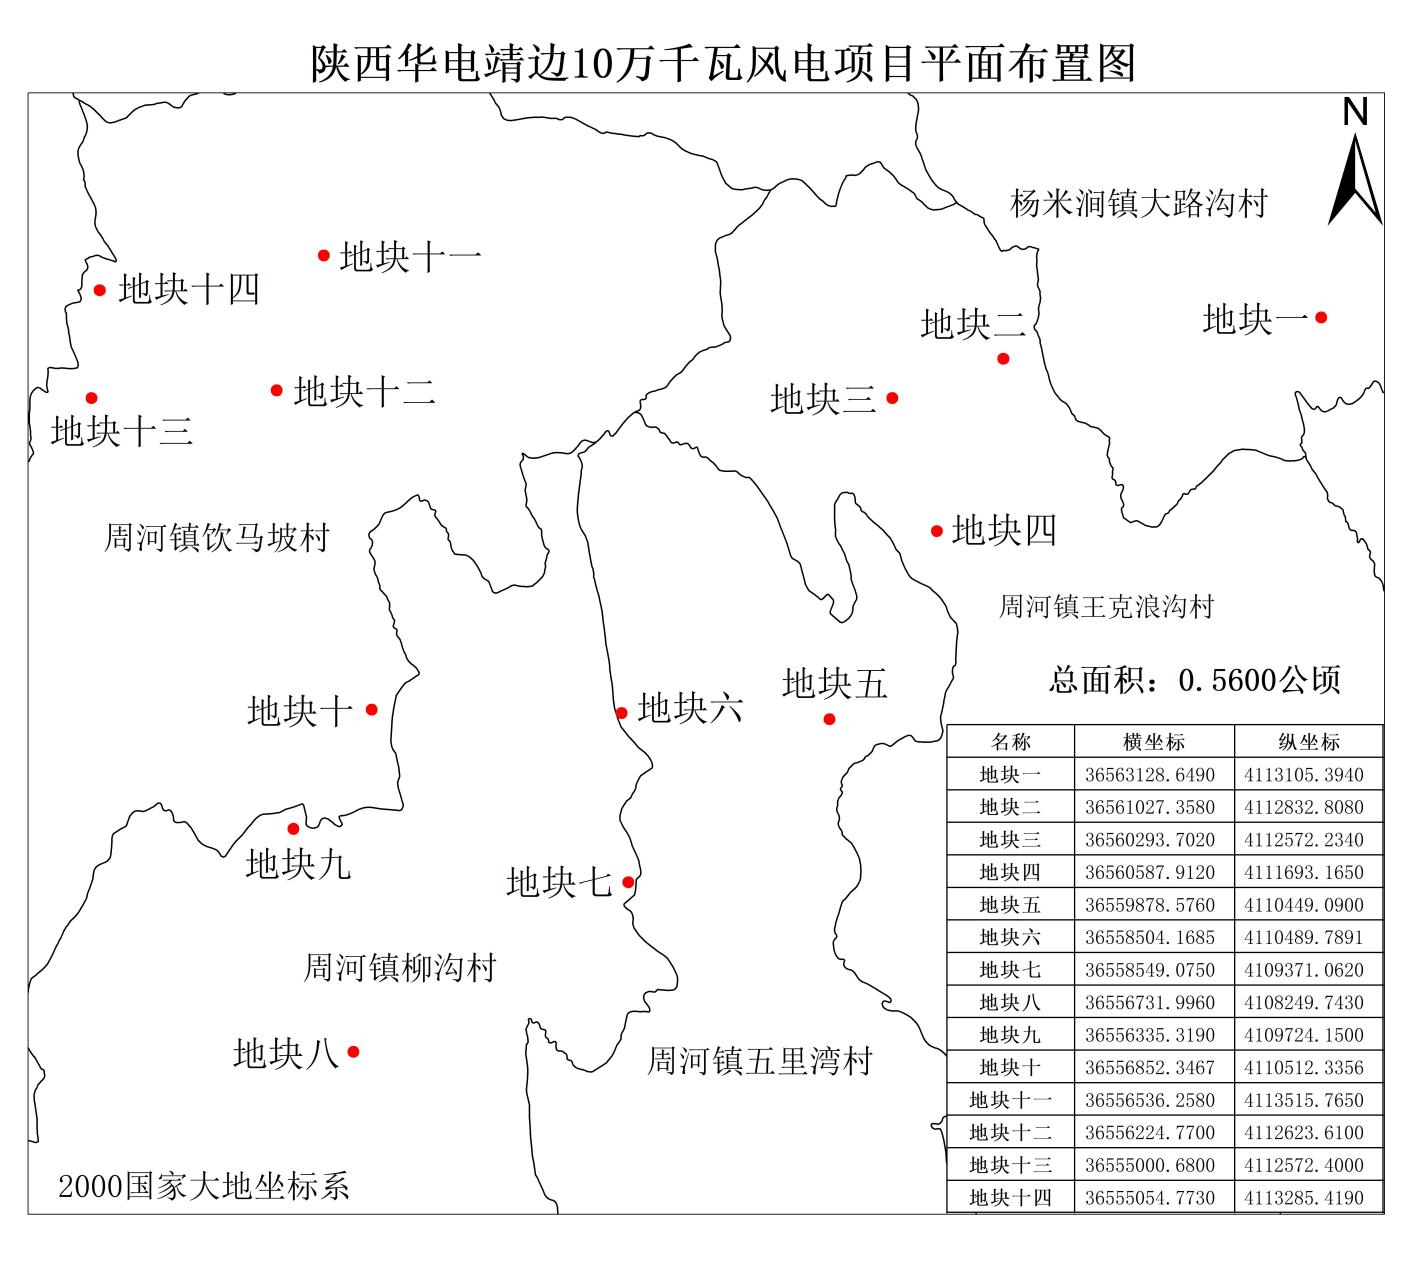 陕西华电靖边10万千瓦风电项目平面布置图
N
杨米涧镇大路沟村
地块十一
地块十四
地块二
地块一
地块十二
地块三
地块十三
周河镇饮马坡村
地块四
周河镇王克浪沟村
总面积：0.5600公顷
地块五
地块十
地块六
地块九
地块七
周河镇柳沟村
地块八
周河镇五里湾村
2000国家大地坐标系
名称 横坐标 纵坐标
地块一 36563128.6490 4113105.3940
地块二 36561027.3580 4112832.8080
地块三 36560293.7020 4112572.2340
地块四 36560587.9120 4111693.1650
地块五 36559878.5760 4110449.0900
地块六 36558504.1685 4110489.7891
地块七 36558549.0750 4109371.0620
地块八 36556731.9960 4108249.7430
地块九 36556335.3190 4109724.1500
地块十 36556852.3467 4110512.3356
地块十一 36556536.2580 4113515.7650
地块十二 36556224.7700 4112623.6100
地块十三 36555000.6800 4112572.4000
地块十四 36555054.7730 4113285.4190